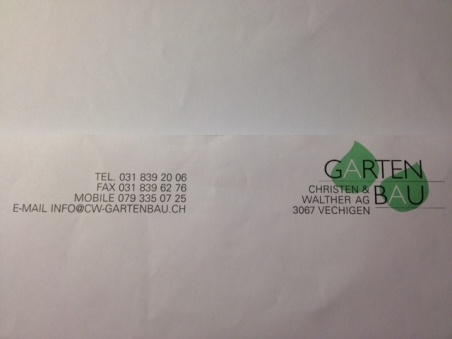 TEL. 031 839 20 06
FAX 031 839 62 76
MOBILE 079 335 07 25
E-MAIL INFO@CW-GARTENBAU.CH
GARTEN
BAU
CHRISTEN &
WALTHER AG
3067 VECHIGEN